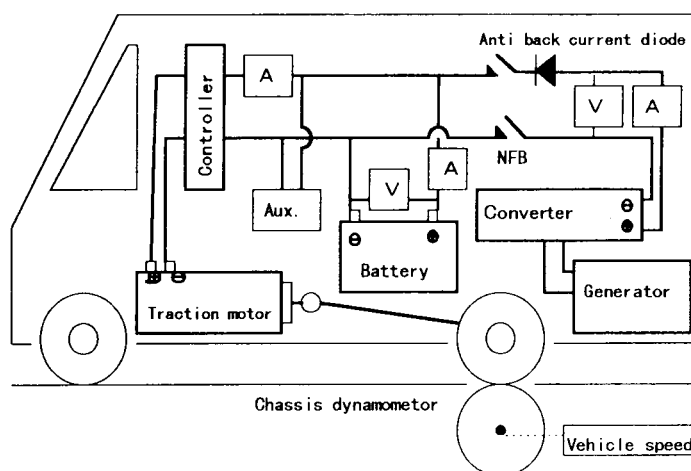 Anti back current diode
Controller
A
V
A
NFB
A
V
Aux.
Converter
⊖
⊕
⊖
⊕
Battery
Generator
⊕
⊖
Traction motor
Chassis dynamometor
Vehicle speed